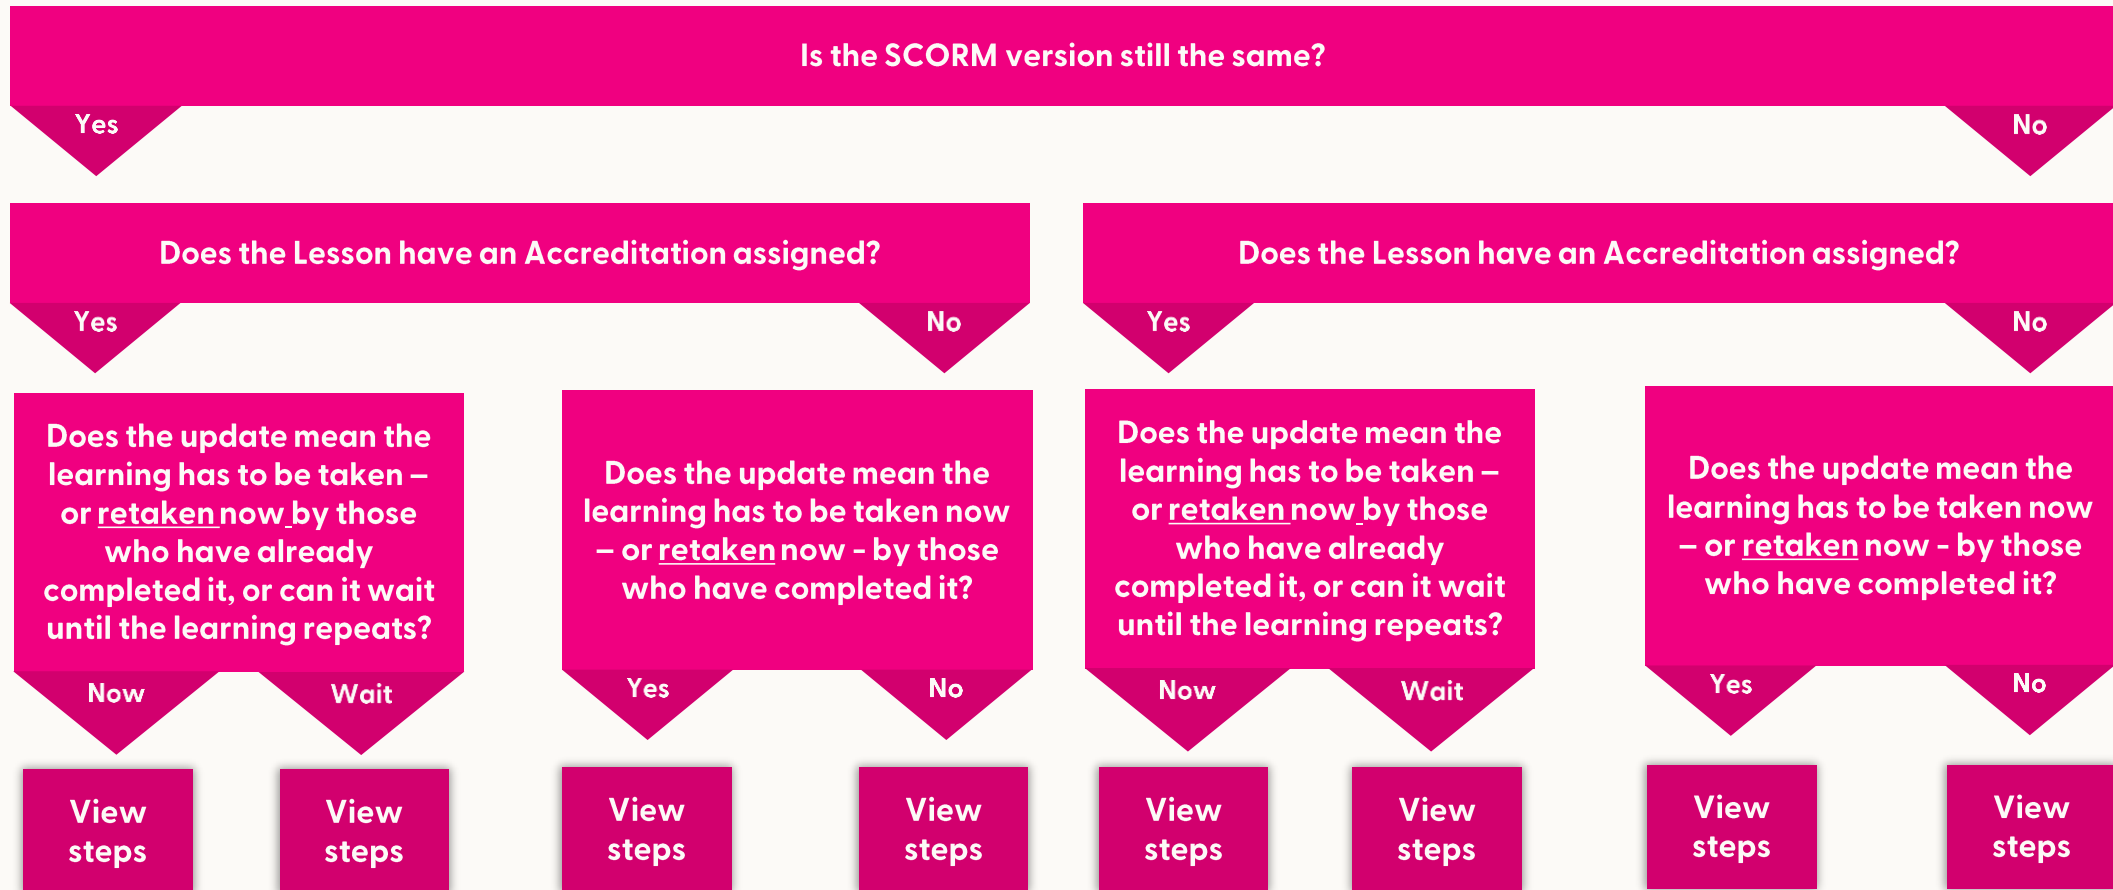 Is the SCORM version still the same?
Yes
No
Does the Lesson have an Accreditation assigned?
Does the Lesson have an Accreditation assigned?
Yes
No
Yes
No
Does the update mean the
learning has to be taken –
or retaken now by those
who have already
completed it, or can it wait
until the learning repeats?
Does the update mean the
learning has to be taken now
– or retaken now - by those
who have completed it?
Does the update mean the
learning has to be taken –
or retaken now by those
who have already
completed it, or can it wait
until the learning repeats?
Does the update mean the
learning has to be taken now
– or retaken now - by those
who have completed it?
Now
Wait
Yes
No
Now
Wait
Yes
No
View
steps
View
steps
View
steps
View
steps
View
steps
View
steps
View
steps
View
steps